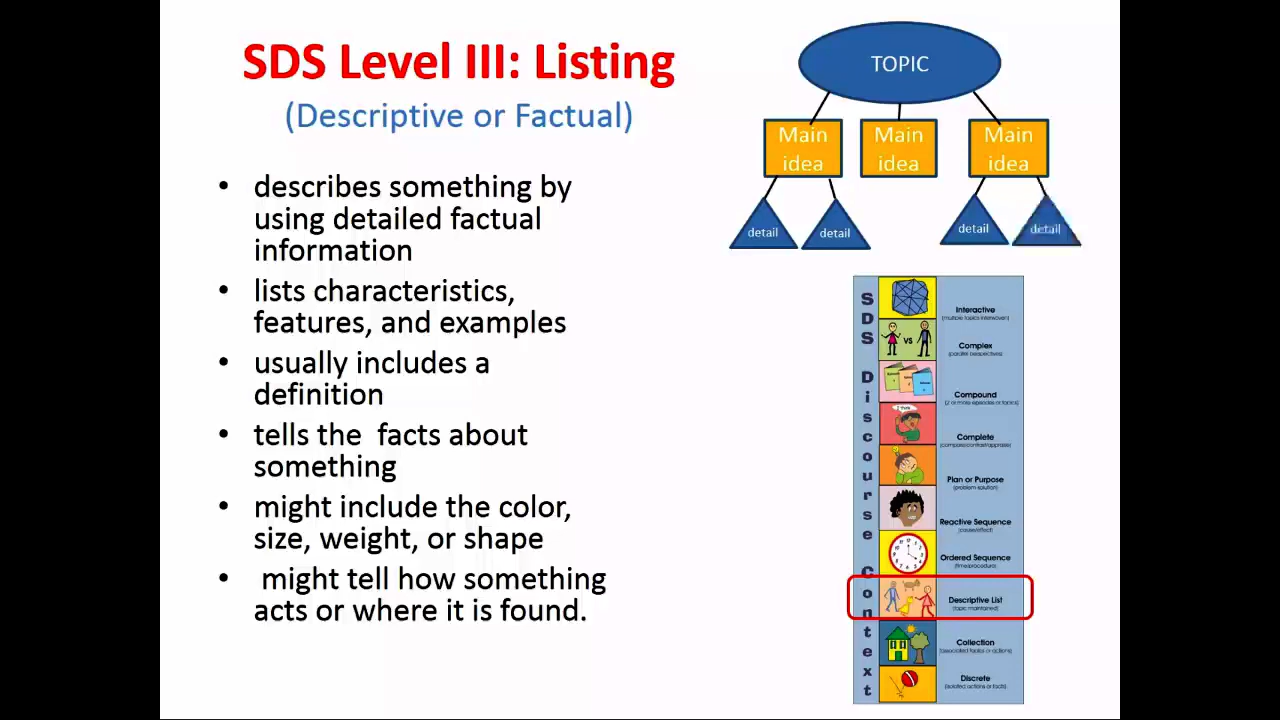 SDS Level III: Listing
(Descriptive or Factual)
• describes something by
using detailed factual
information
• lists characteristics,
features, and examples
• usually includes a
definition
• tells the  facts about
something
• might include the color,
size, weight, or shape
•  might tell how something
acts or where it is found.
TOPIC
Main
idea
Main
idea
Main
idea
detail
detail
detail
detail
SDS Discourse Context
Interactive
(multiple topics interwoven)
VS
Complex
(parallel perspectives)
Compound
(2 or more episodes or topics)
I think
Complete
Plan or Purpose
(problem solution)
Reactive Sequence
(cause/effect)
Ordered Sequence
(time/procedure)
Descriptive List
(topic maintained)
Collection
(associated topics or actions)
Discrete
(isolated actions or facts)